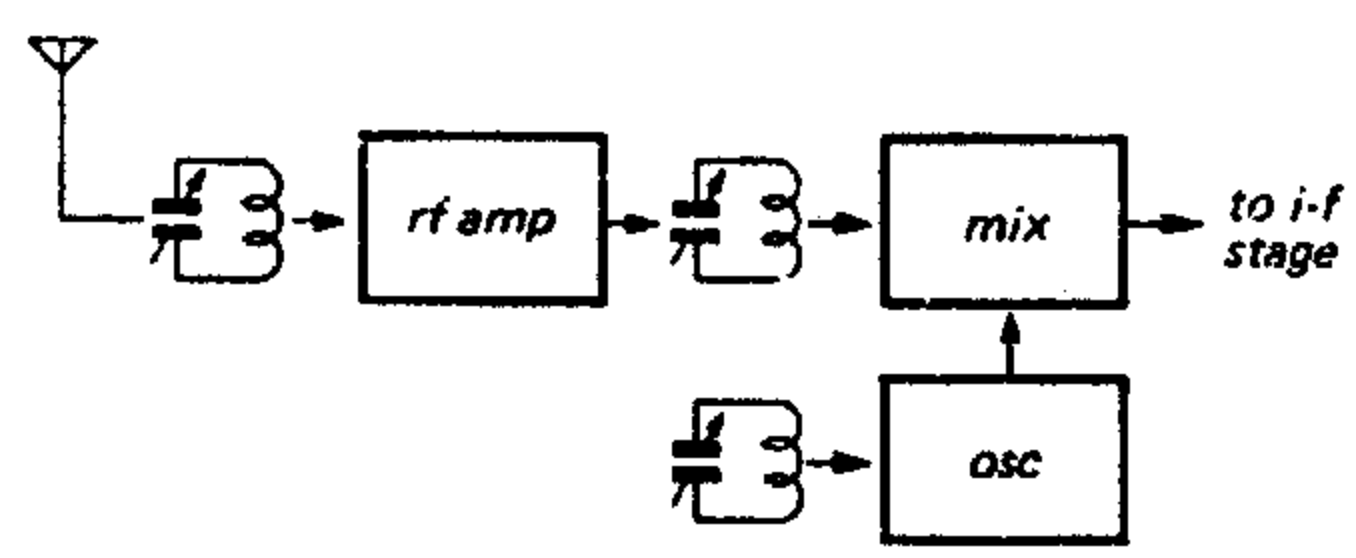 rf amp
mix
to i-f
stage
osc